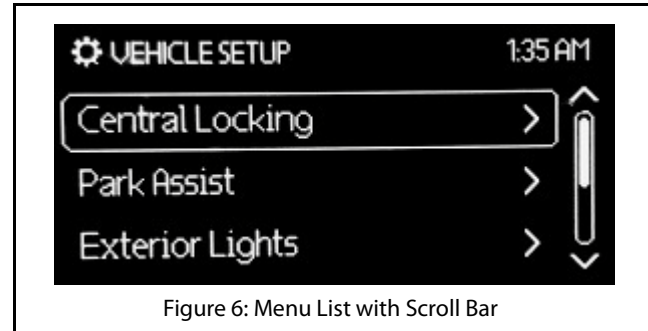 VEHICLE SETUP 1:35 AM
Central Locking
Park Assist
Exterior Lights
Figure 6: Menu List with Scroll Bar